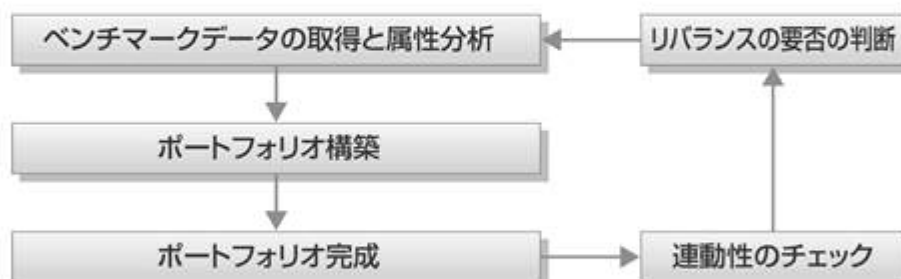 ベンチマークデータの取得と属性分析
リバランスの要否の判断
ポートフォリオ構築
ポートフォリオ完成
連動性のチェック